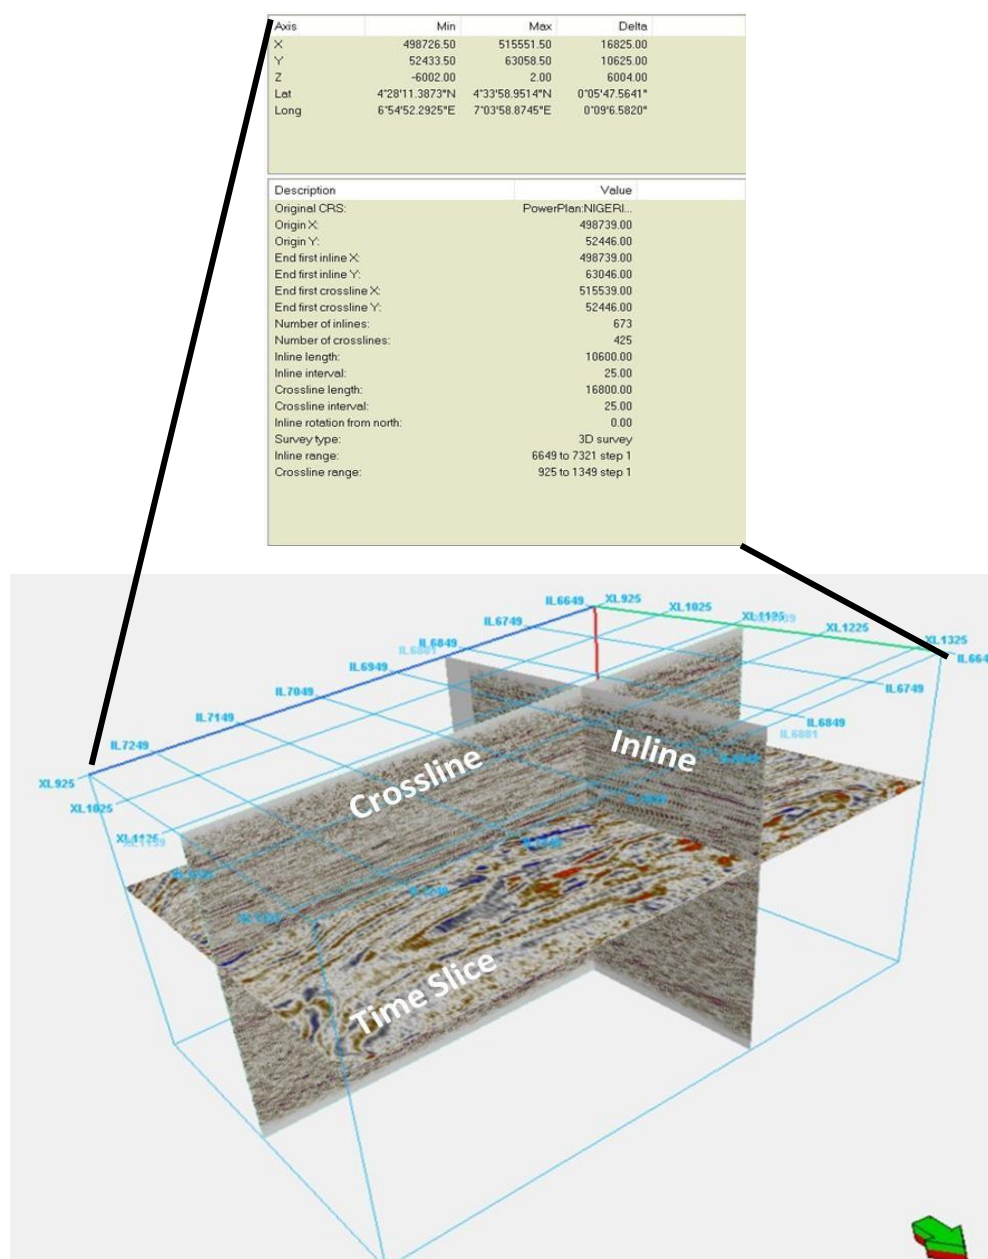 Axis Min Max Delta
X 498726.50 515551.50 16825.00
Y 52433.50 63058.50 10625.00
Z -6002.00 2.00 6004.00
Lat 4°28'11.3873"N 4°33'58.9514"N 0°05'47.5641"
Long 6°54'52.2925"E 7°03'58.8745"E 0°09'6.5820"
Description Value
Original CRS: PowerPlan:NIGERI...
Origin X: 498739.00
Origin Y: 52446.00
End first inline X: 498739.00
End first inline Y: 63046.00
End first crossline X: 515539.00
End first crossline Y: 52446.00
Number of inlines: 673
Number of crosslines: 425
Inline length: 10600.00
Inline interval: 25.00
Crossline length: 16800.00
Crossline interval: 25.00
Inline rotation from north: 0.00
Survey type: 3D survey
Inline range: 6649 to 7321 step 1
Crossline range: 925 to 1349 step 1
IL6649 XL925
XL1025
IL6749 XL1125
XL1225
IL6849 XL1325
IL6881 IL664
IL6949
IL7049 IL6749
IL7149 IL6849
IL6881
IL7249
Inline
XL925 Crossline
XL1025
XL1125
Time Slice